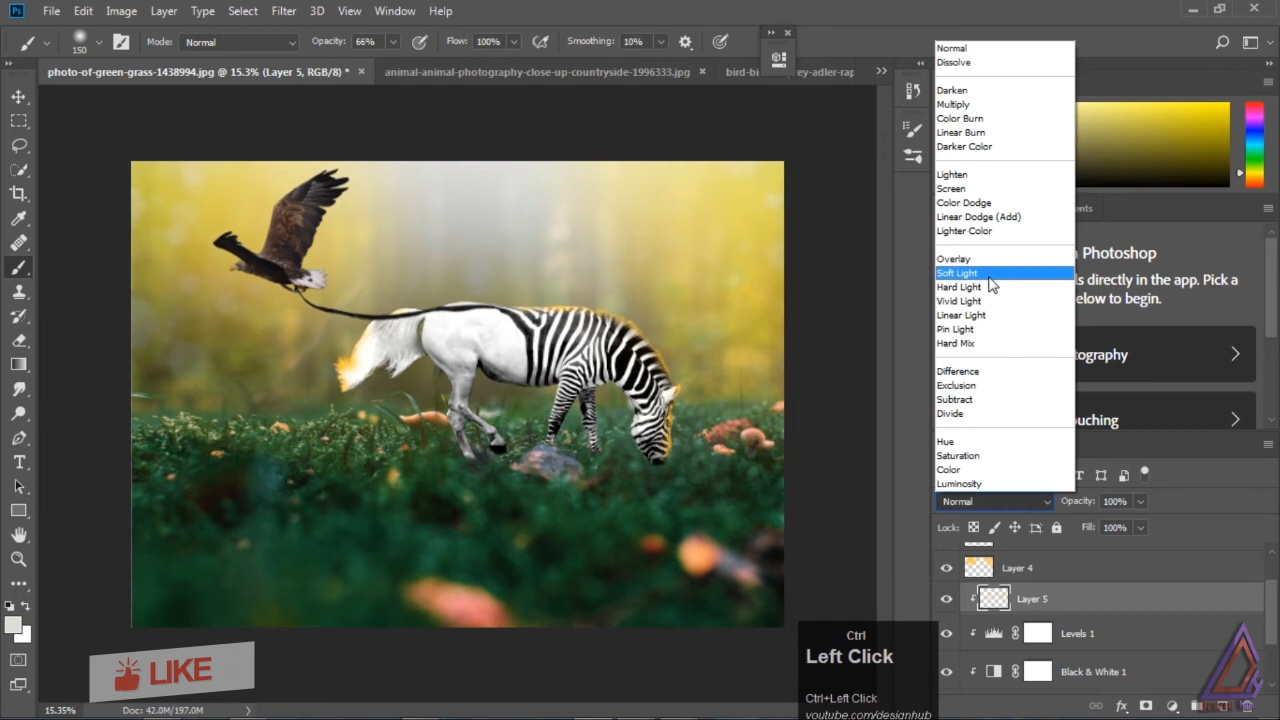 Ps File Edit Image Layer Type Select Filter 3D View Window Help
150 Mode: Normal Opacity: 66% Flow: 100% Smoothing: 10%
photo-of-green-grass-1438994.jpg @ 15.3% (Layer 5, RGB/8) * × animal-animal-photography-close-up-countryside-1996333.jpg ×
Normal
Dissolve
Darken
Multiply
Color Burn
Linear Burn
Darker Color
Lighten
Screen
Color Dodge
Linear Dodge (Add)
Lighter Color
Overlay
Soft Light
Hard Light
Vivid Light
Linear Light
Pin Light
Hard Mix
Difference
Exclusion
Subtract
Divide
Hue
Saturation
Color
Luminosity
Photoshop
directly in the app. Pick a
below to begin.
Normal Opacity: 100%
Lock: Fill: 100%
Layer 4
Layer 5
Levels 1
Black & White 1
LIKE
Ctrl
Left Click
Ctrl+Left Click
youtube.com/designhub
15.35% Doc: 42.0M/197.0M